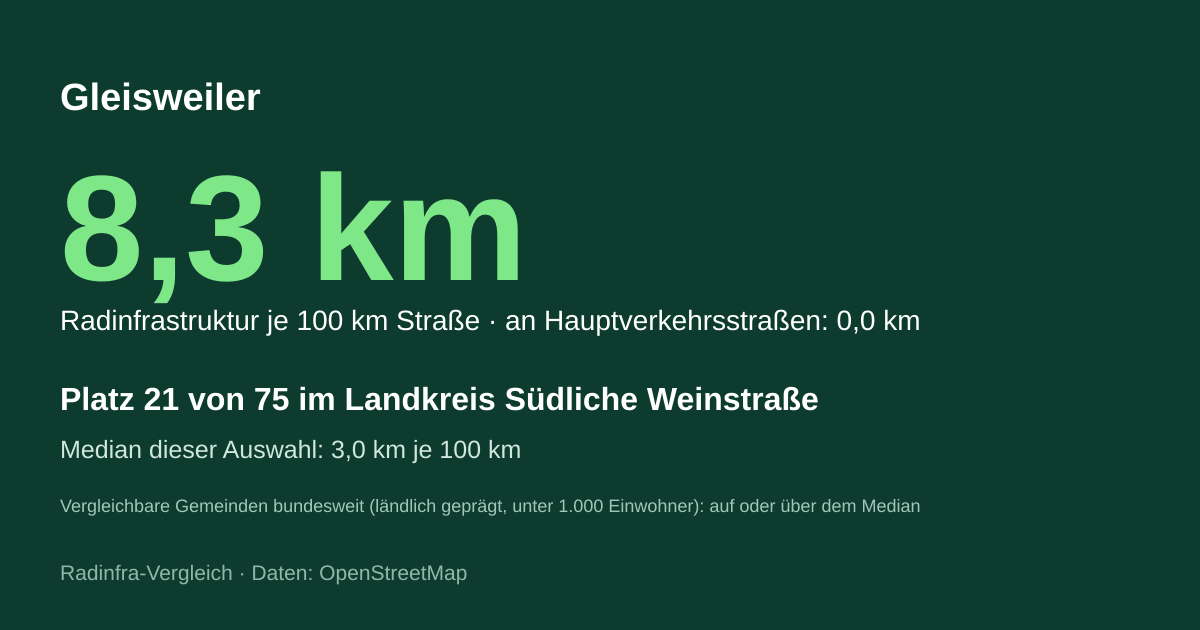 Gleisweiler
8,3 km
Radinfrastruktur je 100 km Straße · an Hauptverkehrsstraßen: 0,0 km
Platz 21 von 75 im Landkreis Südliche Weinstraße
Median dieser Auswahl: 3,0 km je 100 km
Vergleichbare Gemeinden bundesweit (ländlich geprägt, unter 1.000 Einwohner): auf oder über dem Median
Radinfra-Vergleich · Daten: OpenStreetMap